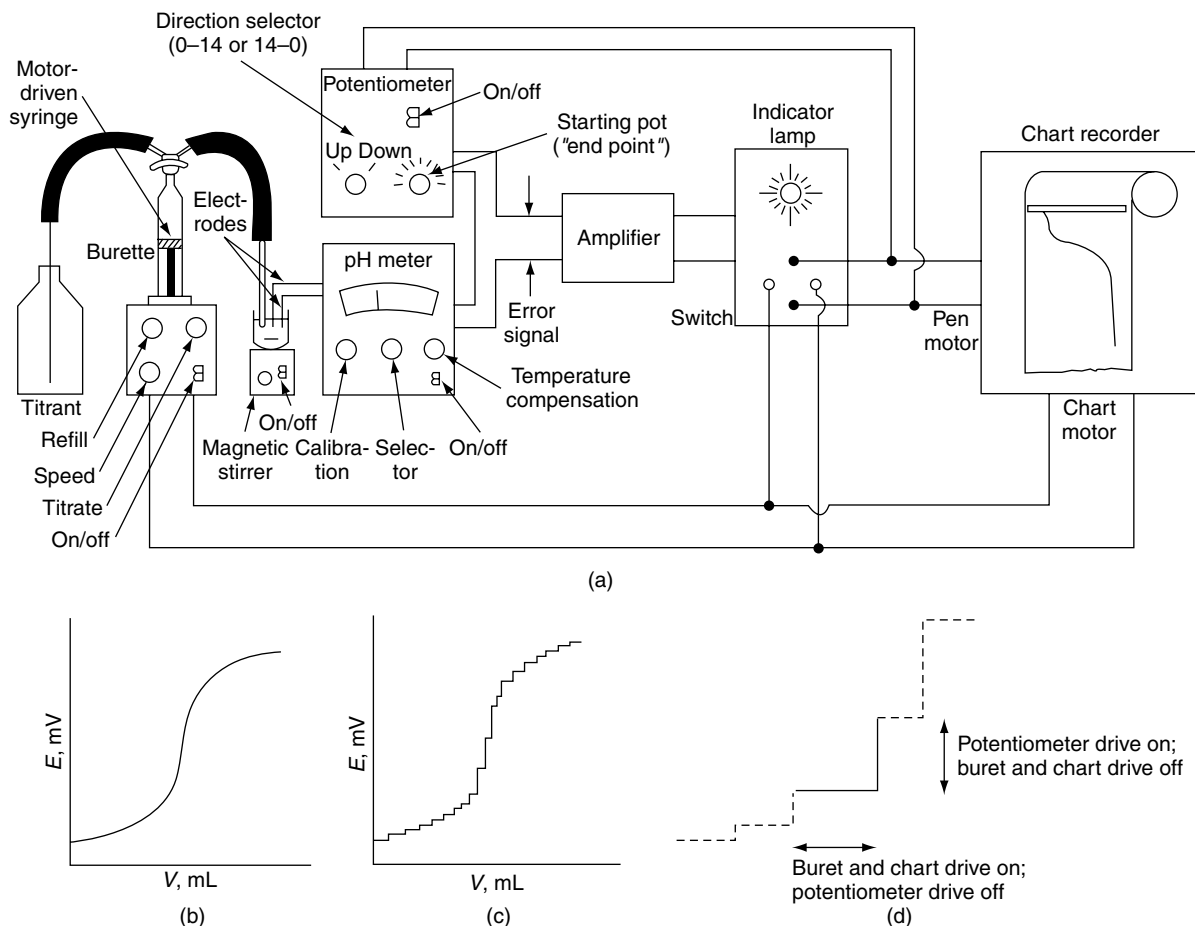 Direction selector
(0–14 or 14–0)
Motor-
driven
syringe
Potentiometer
On/off
Up Down
Starting pot
("end point")
Indicator
lamp
Chart recorder
Elect-
rodes
Burette
Amplifier
pH meter
Error
signal
Switch
Pen
motor
Titrant
Refill
Speed
Titrate
On/off
On/off
Magnetic
stirrer
Calibra-
tion
Selec-
tor
On/off
Temperature
compensation
Chart
motor
(a)
E, mV
V, mL
(b)
E, mV
V, mL
(c)
Potentiometer drive on;
buret and chart drive off
Buret and chart drive on;
potentiometer drive off
(d)